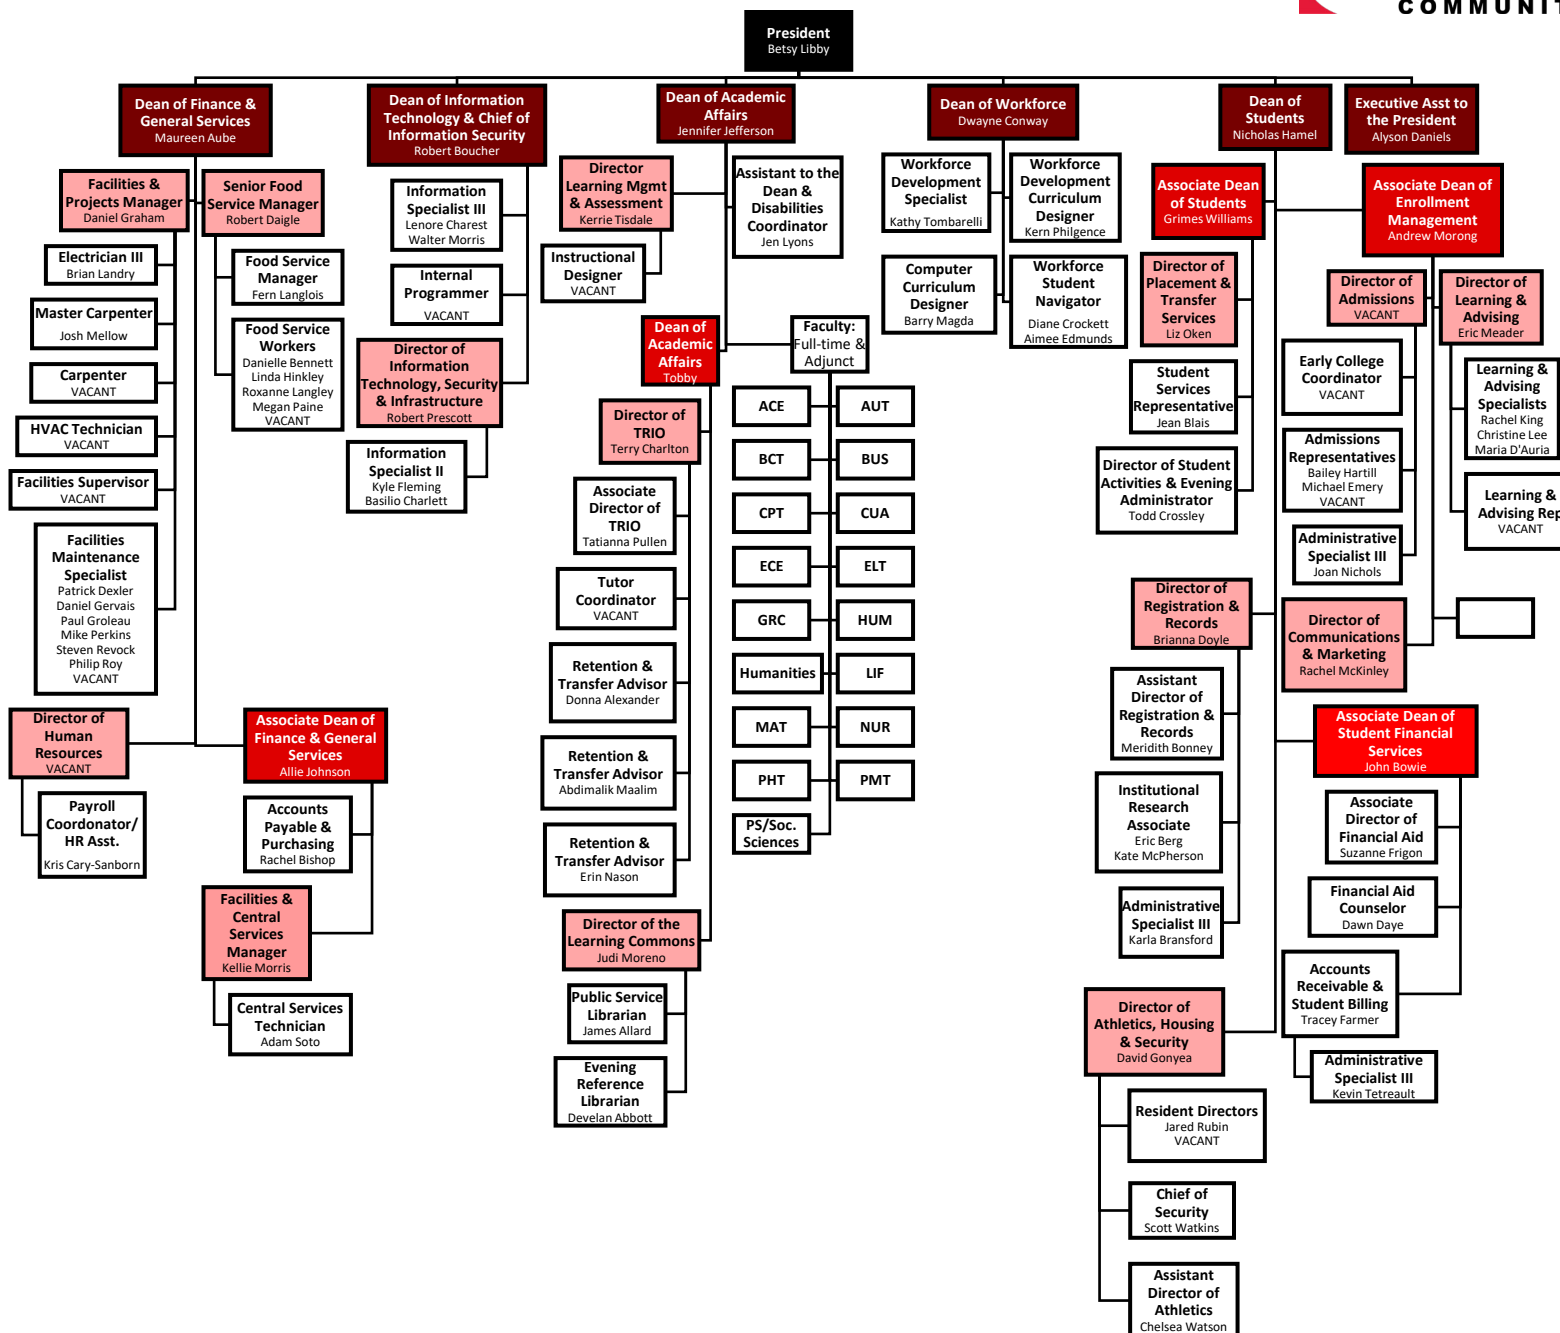 COMMUNIT
President
Betsy Libby
Dean of Finance &
General Services
Maureen Aube
Dean of Information
Technology & Chief of
Information Security
Robert Boucher
Dean of Academic
Affairs
Jennifer Jefferson
Dean of Workforce
Dwayne Conway
Dean of
Students
Nicholas Hamel
Executive Asst to
the President
Alyson Daniels
Facilities &
Projects Manager
Daniel Graham
Senior Food
Service Manager
Robert Daigle
Electrician III
Brian Landry
Master Carpenter
Josh Mellow
Carpenter
VACANT
HVAC Technician
VACANT
Facilities Supervisor
VACANT
Facilities
Maintenance
Specialist
Patrick Dexler
Daniel Gervais
Paul Groleau
Mike Perkins
Steven Revock
Philip Roy
VACANT
Food Service
Manager
Fern Langlois
Food Service
Workers
Danielle Bennett
Linda Hinkley
Roxanne Langley
Megan Paine
VACANT
Director of
Human
Resources
VACANT
Payroll
Coordonator/
HR Asst.
Kris Cary-Sanborn
Associate Dean of
Finance & General
Services
Allie Johnson
Accounts
Payable &
Purchasing
Rachel Bishop
Facilities &
Central
Services
Manager
Kellie Morris
Central Services
Technician
Adam Soto
Information
Specialist III
Lenore Charest
Walter Morris
Internal
Programmer
VACANT
Director of
Information
Technology, Security
& Infrastructure
Robert Prescott
Information
Specialist II
Kyle Fleming
Basilio Charlett
Director
Learning Mgmt
& Assessment
Kerrie Tisdale
Instructional
Designer
VACANT
Assistant to the
Dean &
Disabilities
Coordinator
Jen Lyons
Dean of
Academic
Affairs
Tobby
Faculty:
Full-time &
Adjunct
Director of
TRIO
Terry Charlton
Associate
Director of
TRIO
Tatianna Pullen
Tutor
Coordinator
VACANT
Retention &
Transfer Advisor
Donna Alexander
Retention &
Transfer Advisor
Abdimalik Maalim
Retention &
Transfer Advisor
Erin Nason
Director of the
Learning Commons
Judi Moreno
Public Service
Librarian
James Allard
Evening
Reference
Librarian
Develan Abbott
ACE
AUT
BCT
BUS
CPT
CUA
ECE
ELT
GRC
HUM
Humanities
LIF
MAT
NUR
PHT
PMT
PS/Soc.
Sciences
Workforce
Development
Specialist
Kathy Tombarelli
Workforce
Development
Curriculum
Designer
Kern Philgence
Computer
Curriculum
Designer
Barry Magda
Workforce
Student
Navigator
Diane Crockett
Aimee Edmunds
Associate Dean
of Students
Grimes Williams
Director of
Placement &
Transfer
Services
Liz Oken
Student
Services
Representative
Jean Blais
Director of Student
Activities & Evening
Administrator
Todd Crossley
Associate Dean of
Enrollment
Management
Andrew Morong
Director of
Admissions
VACANT
Director of
Learning &
Advising
Eric Meader
Early College
Coordinator
VACANT
Admissions
Representatives
Bailey Hartill
Michael Emery
VACANT
Administrative
Specialist III
Joan Nichols
Learning &
Advising
Specialists
Rachel King
Christine Lee
Maria D'Auria
Learning &
Advising Rep
VACANT
Director of
Communications
& Marketing
Rachel McKinley
Director of
Registration &
Records
Brianna Doyle
Assistant
Director of
Registration &
Records
Meridith Bonney
Institutional
Research
Associate
Eric Berg
Kate McPherson
Administrative
Specialist III
Karla Bransford
Associate Dean of
Student Financial
Services
John Bowie
Associate
Director of
Financial Aid
Suzanne Frigon
Financial Aid
Counselor
Dawn Daye
Accounts
Receivable &
Student Billing
Tracey Farmer
Administrative
Specialist III
Kevin Tetreault
Director of
Athletics, Housing
& Security
David Gonyea
Resident Directors
Jared Rubin
VACANT
Chief of
Security
Scott Watkins
Assistant
Director of
Athletics
Chelsea Watson